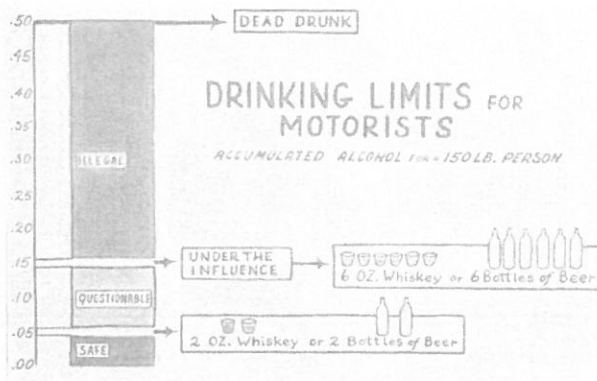 .50
DEAD DRUNK
.45
.40
DRINKING LIMITS FOR
MOTORISTS
.35
ACCUMULATED ALCOHOL FOR A 150 LB. PERSON
.30
ILLEGAL
.25
.20
.15
UNDER THE
INFLUENCE
6 OZ. Whiskey or 6 Bottles of Beer
.10
QUESTIONABLE
.05
2 OZ. Whiskey or 2 Bottles of Beer
SAFE
.00